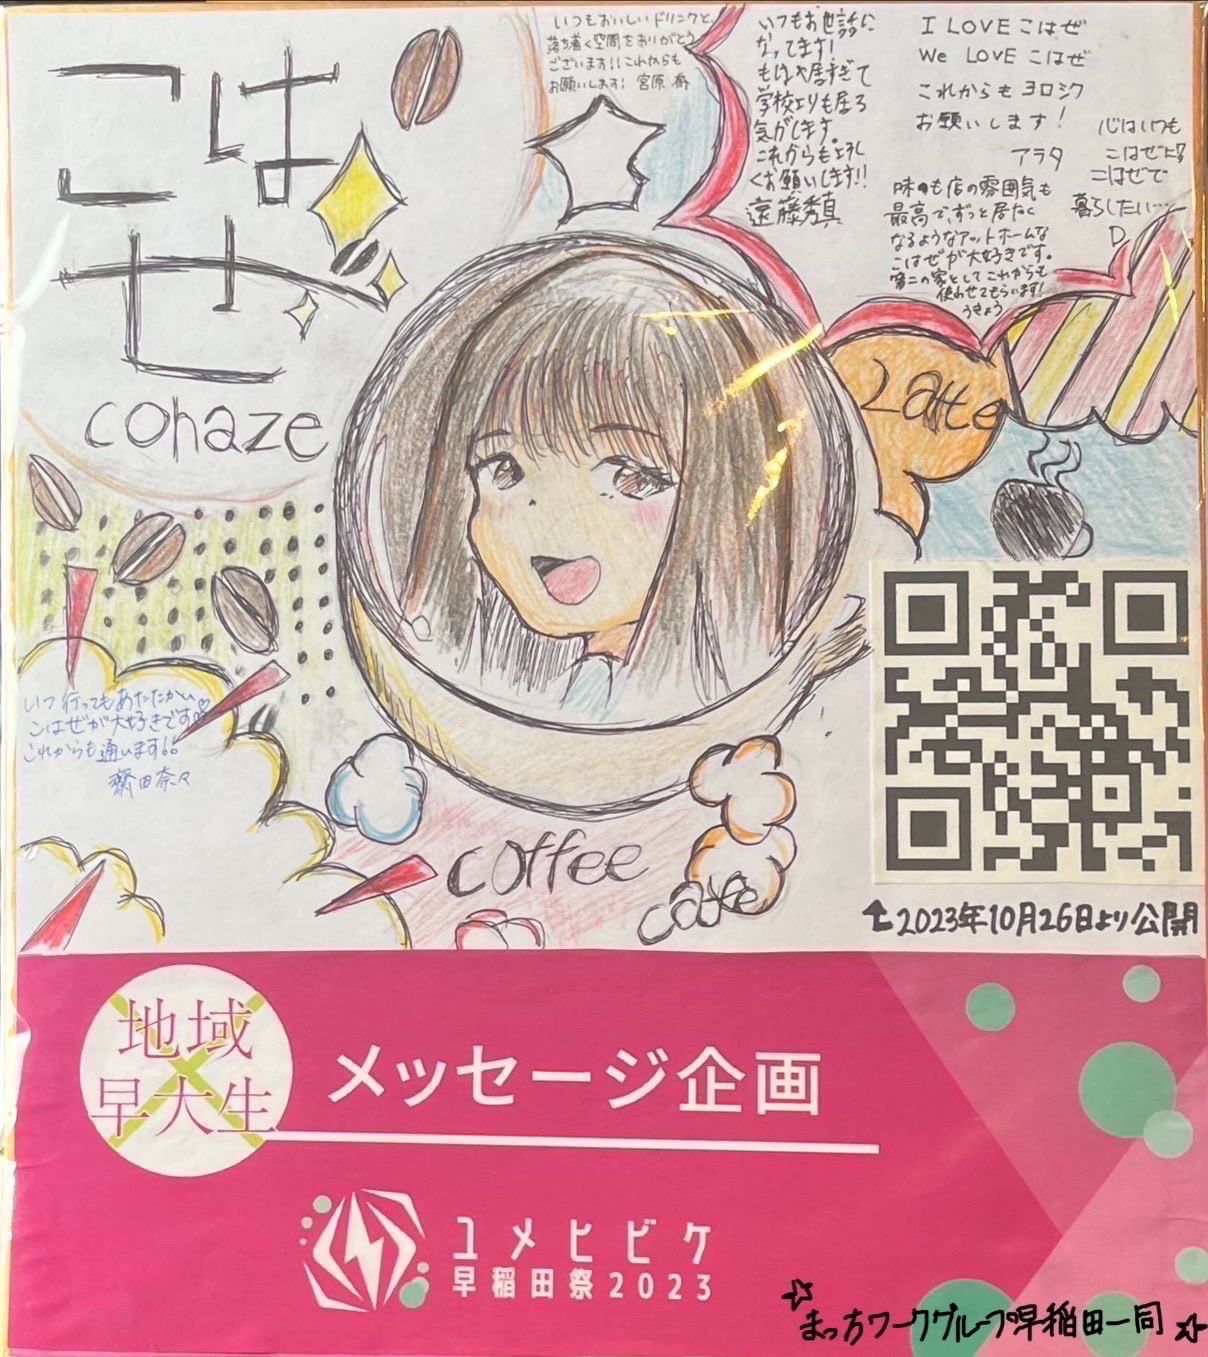 こはぜ
cohaze
いつもおいしいドリンクと、
落ち着く空間をありがとう
ございます!!これからも
お願いします! 宮原
いつもお世話に
なってます!
もはや居すぎて
学校よりも居る
気がします。
これからもよろし
くお願いします!!
遠藤秀真
I LOVE こはぜ
We LOVE こはぜ
これからもヨロシク
お願いします!
アラタ
心はいつも
こはぜに
こはぜで
暮らしたい…
D
味のも店の雰囲気も
最高で、ずっと居たく
なるようなアットホームな
こはぜが大好きです。
第二の家としてこれからも
使わせてもらいます!
うきょう
Latte
いつ行ってもあたたかい
こはぜが大好きです♡
これからも通います!!
齋田奈々
coffee
cafe
↑2023年10月26日より公開
地域
早大生
メッセージ企画
ユメヒビケ
早稲田祭2023
☆まっちワークグループ早稲田一同☆